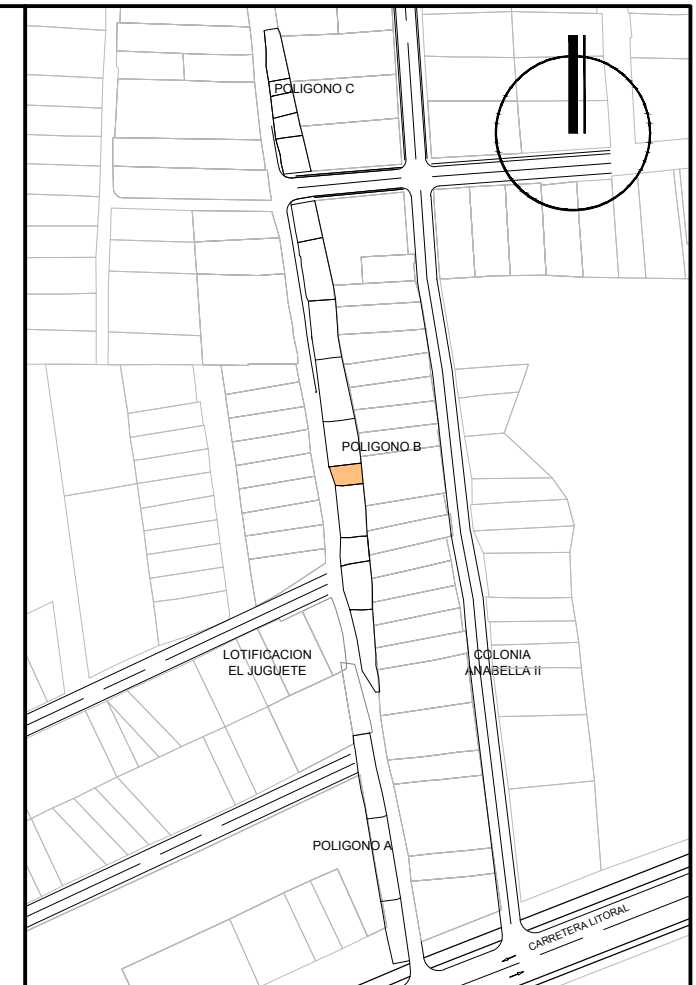 POLIGONO C
POLIGONO B
LOTIFICACION
EL JUGUETE
COLONIA
ANABELLA II
POLIGONO A
CARRETERA LITORAL